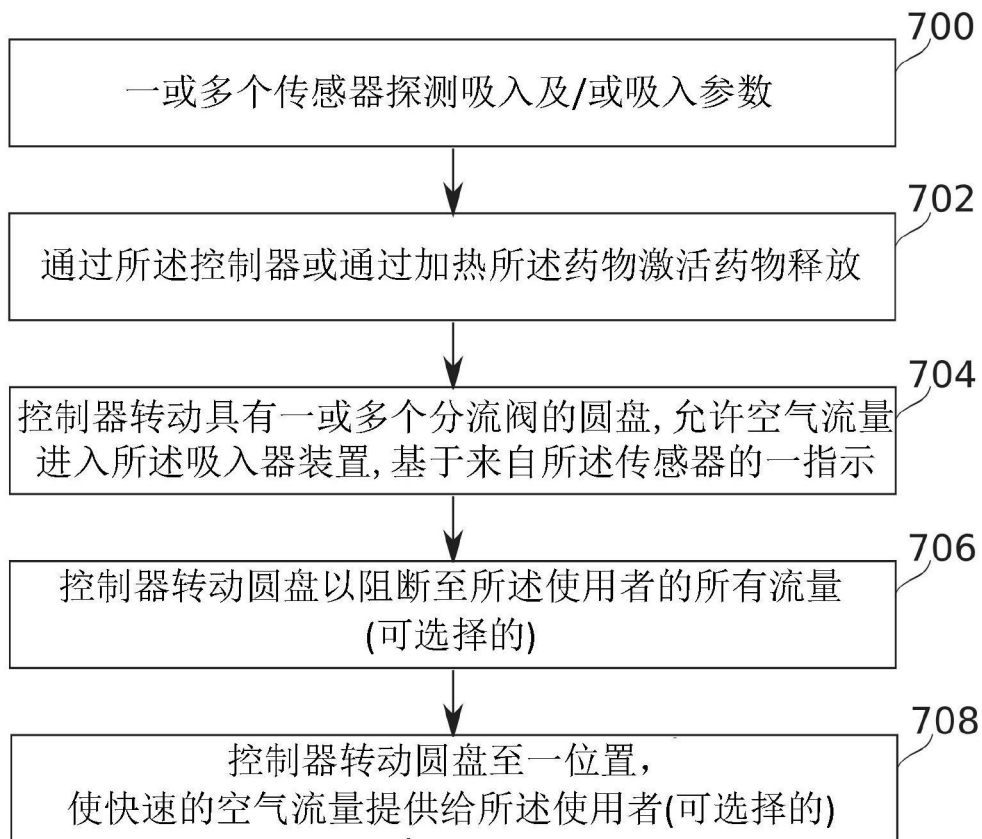 700
一或多个传感器探测吸入及/或吸入参数
702
通过所述控制器或通过加热所述药物激活药物释放
704
控制器转动具有一或多个分流阀的圆盘,允许空气流量
进入所述吸入器装置,基于来自所述传感器的一指示
706
控制器转动圆盘以阻断至所述使用者的所有流量
(可选择的)
708
控制器转动圆盘至一位置，
使快速的空气流量提供给所述使用者(可选择的)